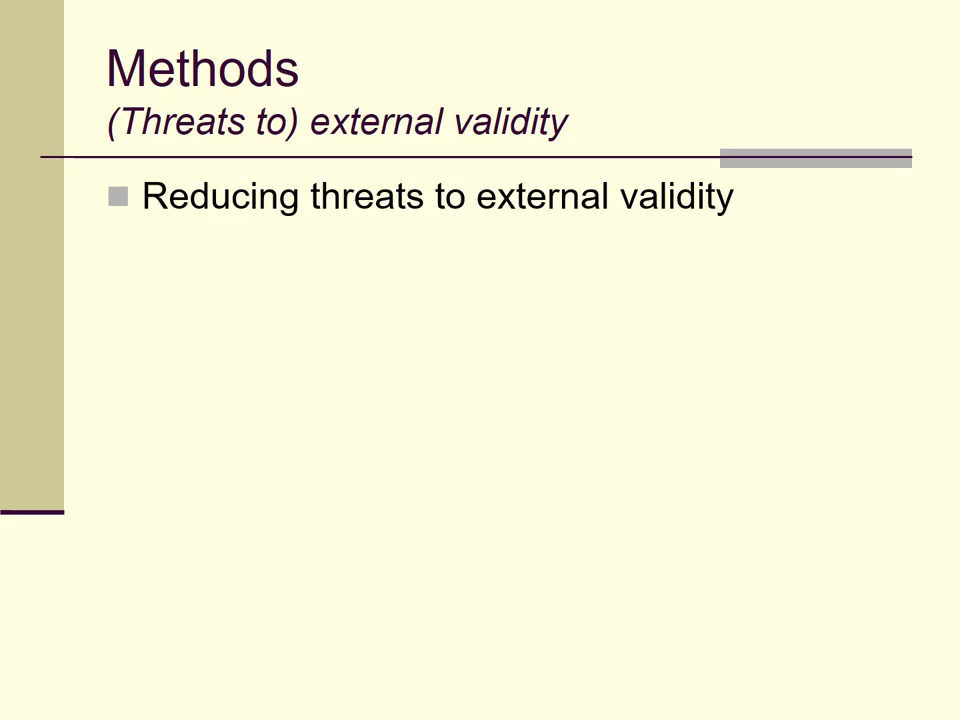 Methods
(Threats to) external validity
Reducing threats to external validity